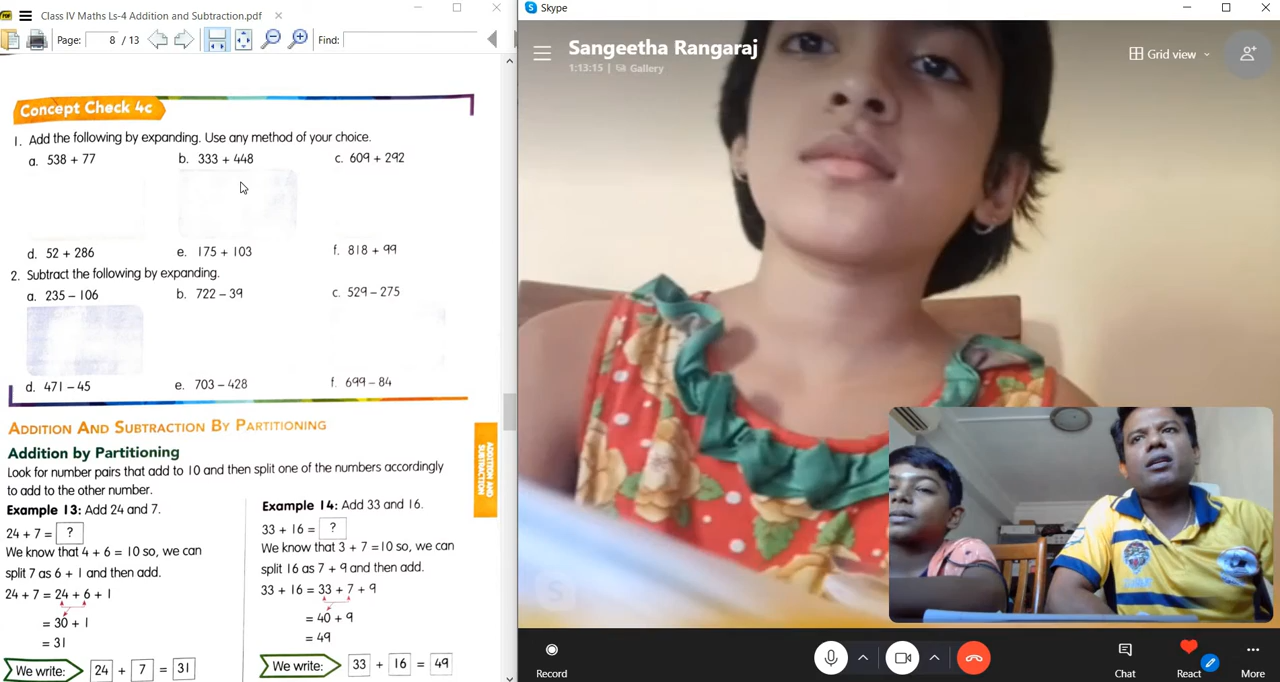 Class IV Maths Ls-4 Addition and Subtraction.pdf
Page: 8 / 13 Find:
Concept Check 4c
1. Add the following by expanding. Use any method of your choice.
a. 538 + 77 b. 333 + 448 c. 609 + 292
d. 52 + 286 e. 175 + 103 f. 818 + 99
2. Subtract the following by expanding.
a. 235 – 106 b. 722 – 39 c. 529 – 275
d. 471 – 45 e. 703 – 428 f. 699 – 84
ADDITION AND SUBTRACTION BY PARTITIONING
ADDITION AND
SUBTRACTION
Addition by Partitioning
Look for number pairs that add to 10 and then split one of the numbers accordingly
to add to the other number.
Example 13: Add 24 and 7.
24 + 7 = ?
We know that 4 + 6 = 10 so, we can
split 7 as 6 + 1 and then add.
24 + 7 = 24 + 6 + 1
= 30 + 1
= 31
We write: 24 + 7 = 31
Example 14: Add 33 and 16.
33 + 16 = ?
We know that 3 + 7 = 10 so, we can
split 16 as 7 + 9 and then add.
33 + 16 = 33 + 7 + 9
= 40 + 9
= 49
We write: 33 + 16 = 49
Skype
Sangeetha Rangaraj
1:13:15 | Gallery
Grid view
Record
Chat
React
More